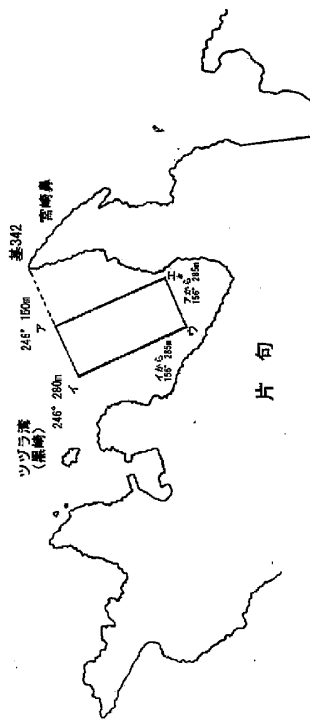 基342
宮崎鼻
246° 150m
ア
246° 280m
イ
ツヅラ湾
(黒崎)
エ
アから
156° 285m
ウ
イから
156° 285m
片句